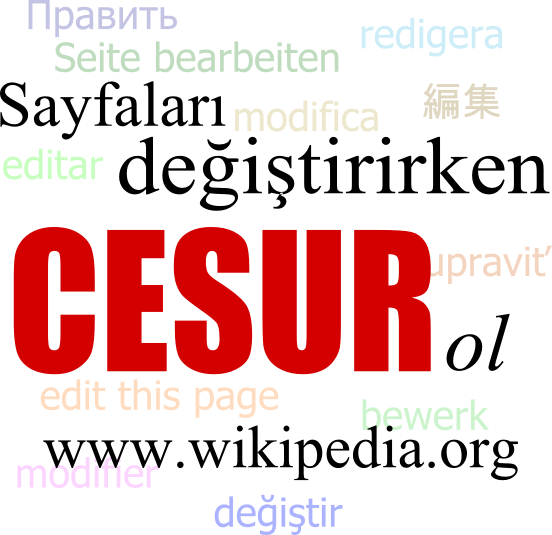 Править
redigera
Seite bearbeiten
Sayfaları
modifica
編集
editar
değiştirirken
CESUR
upraviť
ol
edit this page
bewerk
www.wikipedia.org
modifier
değiştir